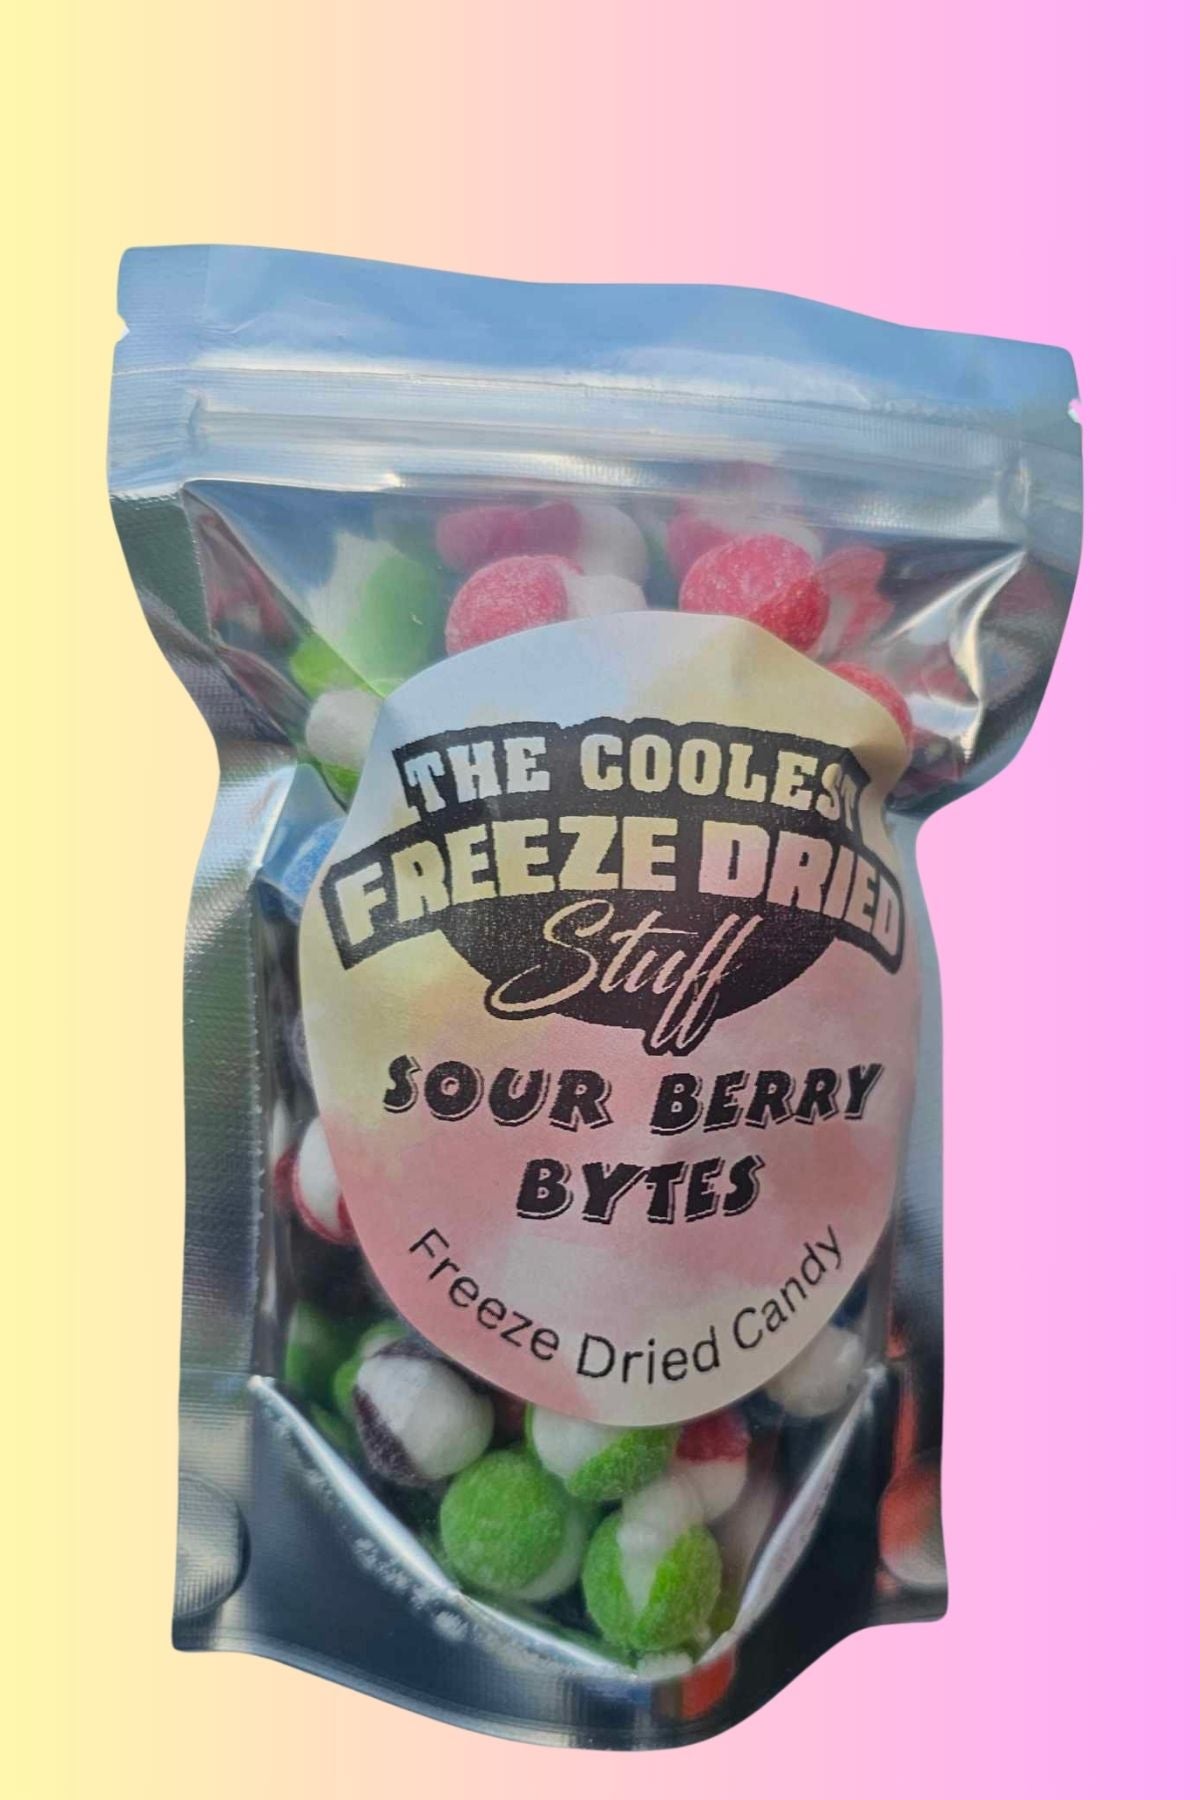 THE COOLEST
FREEZE DRIED
Stuff
SOUR BERRY
BYTES
Freeze Dried Candy